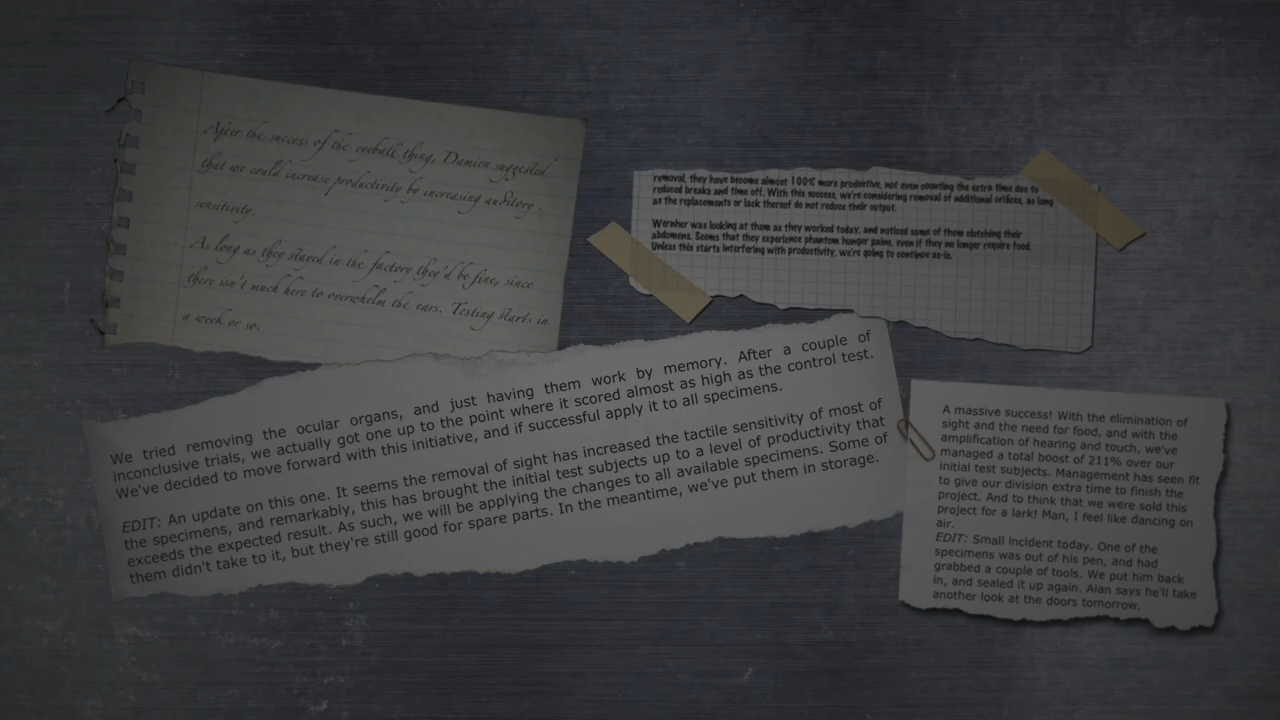 After the success of the eyeball thing, Damien suggested
that we could increase productivity by increasing auditory .
sensitivity.
As long as they stayed in the factory they'd be fine, since
there isn't much here to overwhelm the ears. Testing starts in
a week or so.
removal, they have become almost 100% more productive, not even counting the extra time due to
reduced breaks and time off. With this success, we're considering removal of additional orifices, as long
as the replacements or lack thereof do not reduce their output.
Wernher was looking at them as they worked today, and noticed some of them clutching their
abdomens. Seems that they experience phantom hunger pains, even if they no longer require food.
Unless this starts interfering with productivity, we're going to continue as-is.
We tried removing the ocular organs, and just having them work by memory. After a couple of
inconclusive trials, we actually got one up to the point where it scored almost as high as the control test.
We've decided to move forward with this initiative, and if successful apply it to all specimens.
EDIT: An update on this one. It seems the removal of sight has increased the tactile sensitivity of most of
the specimens, and remarkably, this has brought the initial test subjects up to a level of productivity that
exceeds the expected result. As such, we will be applying the changes to all available specimens. Some of
them didn't take to it, but they're still good for spare parts. In the meantime, we've put them in storage.
A massive success! With the elimination of
sight and the need for food, and with the
amplification of hearing and touch, we've
managed a total boost of 211% over our
initial test subjects. Management has seen fit
to give our division extra time to finish the
project. And to think that we were sold this
project for a lark! Man, I feel like dancing on
air.
EDIT: Small incident today. One of the
specimens was out of his pen, and had
grabbed a couple of tools. We put him back
in, and sealed it up again. Alan says he'll take
another look at the doors tomorrow.